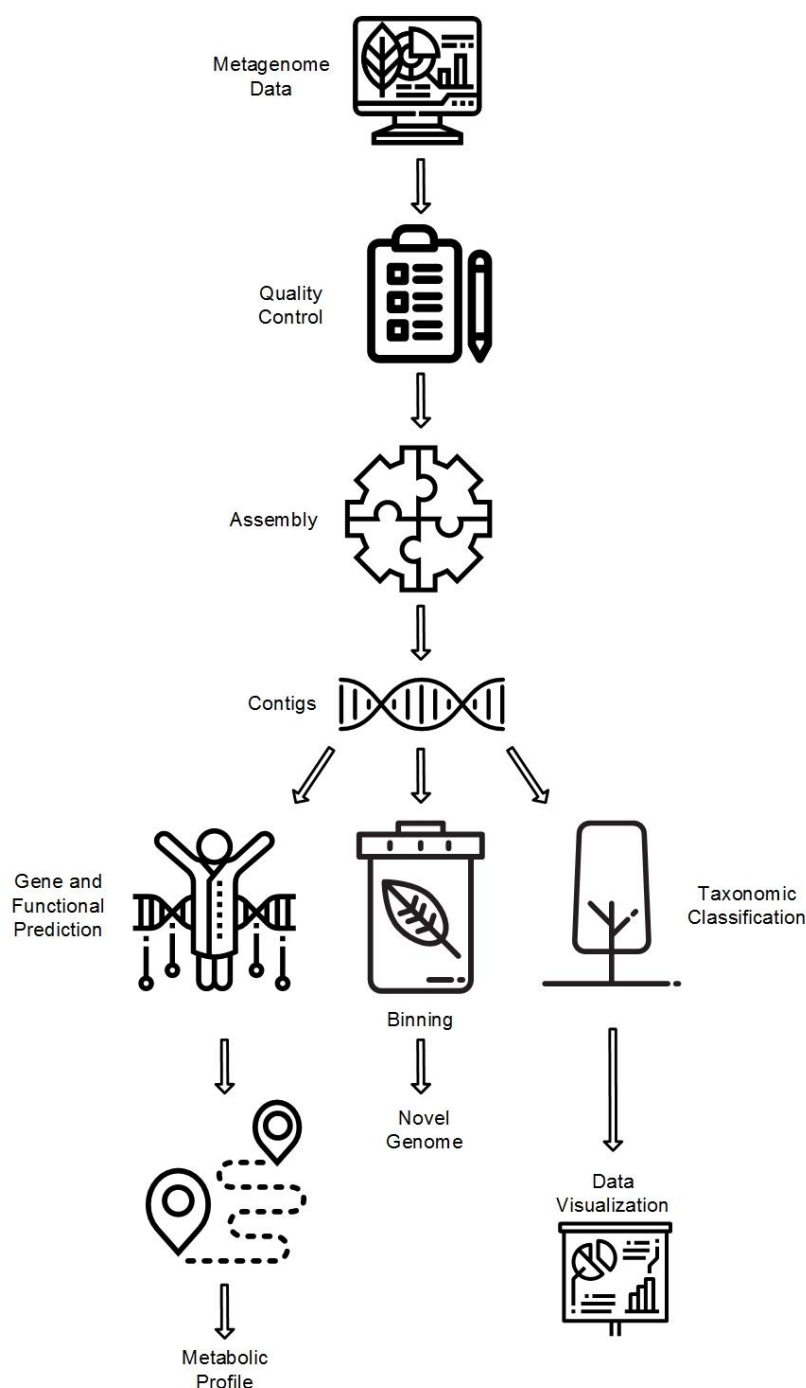 Metagenome
Data
Quality
Control
Assembly
Contigs
Gene and
Functional
Prediction
Binning
Taxonomic
Classification
Novel
Genome
Data
Visualization
Metabolic
Profile